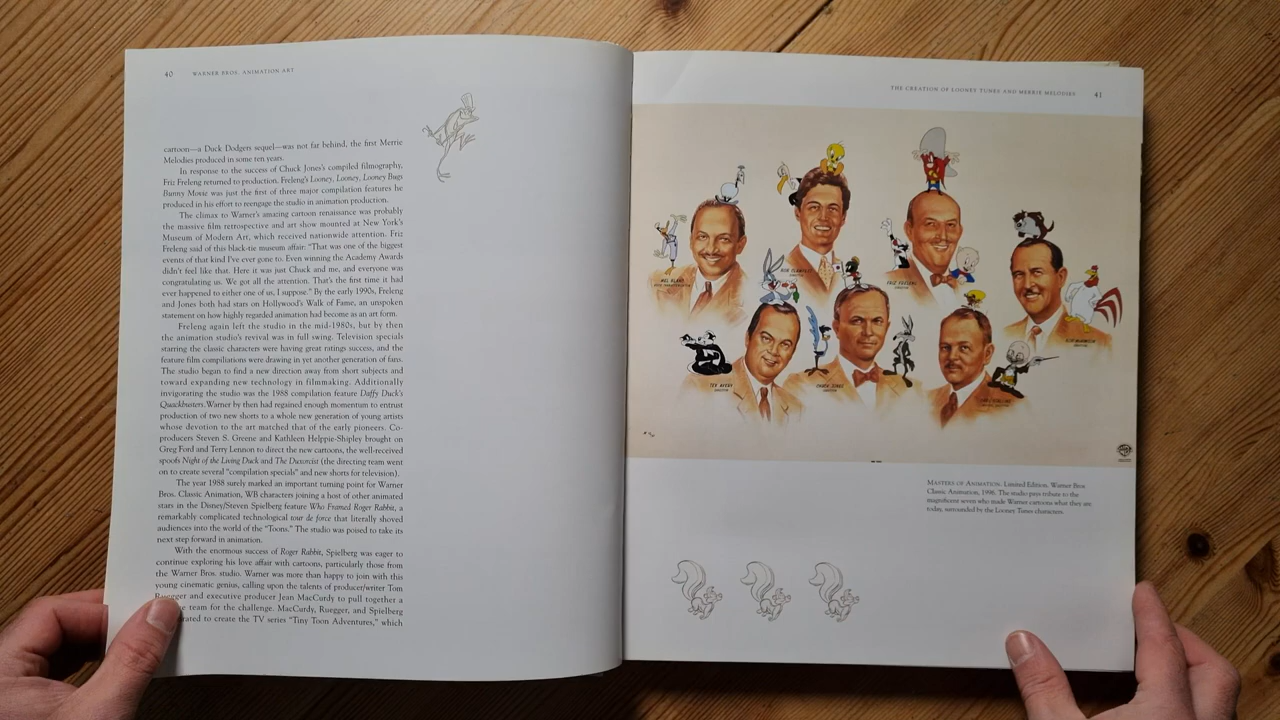 40 WARNER BROS. ANIMATION ART
cartoon—a Duck Dodgers sequel—was not far behind, the first Merrie
Melodies produced in some ten years.
In response to the success of Chuck Jones's compiled filmography,
Friz Freleng returned to production. Freleng's Looney, Looney, Looney Bugs
Bunny Movie was just the first of three major compilation features he
produced in his effort to reengage the studio in animation production.
The climax to Warner's amazing cartoon renaissance was probably
the massive film retrospective and art show mounted at New York's
Museum of Modern Art, which received nationwide attention. Friz
Freleng said of this black-tie museum affair: "That was one of the biggest
events of that kind I've ever gone to. Even winning the Academy Awards
didn't feel like that. Here it was just Chuck and me, and everyone was
congratulating us. We got all the attention. That's the first time it had
ever happened to either one of us, I suppose." By the early 1990s, Freleng
and Jones both had stars on Hollywood's Walk of Fame, an unspoken
statement on how highly regarded animation had become as an art form.
Freleng again left the studio in the mid-1980s, but by then
the animation studio's revival was in full swing. Television specials
starring the classic characters were having great ratings success, and the
feature film compilations were drawing in yet another generation of fans.
The studio began to find a new direction away from short subjects and
toward expanding new technology in filmmaking. Additionally
invigorating the studio was the 1988 compilation feature Daffy Duck's
Quackbusters. Warner by then had regained enough momentum to entrust
production of two new shorts to a whole new generation of young artists
whose devotion to the art matched that of the early pioneers. Co-
producers Steven S. Greene and Kathleen Helppie-Shipley brought on
Greg Ford and Terry Lennon to direct the new cartoons, the well-received
spoofs Night of the Living Duck and The Duxorcist (the directing team went
on to create several "compilation specials" and new shorts for television).
The year 1988 surely marked an important turning point for Warner
Bros. Classic Animation, WB characters joining a host of other animated
stars in the Disney/Steven Spielberg feature Who Framed Roger Rabbit, a
remarkably complicated technological tour de force that literally shoved
audiences into the world of the "Toons." The studio was poised to take its
next step forward in animation.
With the enormous success of Roger Rabbit, Spielberg was eager to
continue exploring his love affair with cartoons, particularly those from
the Warner Bros. studio. Warner was more than happy to join with this
young cinematic genius, calling upon the talents of producer/writer Tom
Ruegger and executive producer Jean MacCurdy to pull together a
team for the challenge. MacCurdy, Ruegger, and Spielberg
to create the TV series "Tiny Toon Adventures," which
THE CREATION OF LOONEY TUNES AND MERRIE MELODIES 41
MEL BLANC
BOB CLAMPETT
DIRECTOR
FRIZ FRELENG
DIRECTOR
TEX AVERY
DIRECTOR
CHUCK JONES
DIRECTOR
MASTERS OF ANIMATION. Limited Edition, Warner Bros.
Classic Animation, 1998. The studio pays tribute to the
magnificent seven who made Warner cartoons what they are
today, surrounded by the Looney Tunes characters.